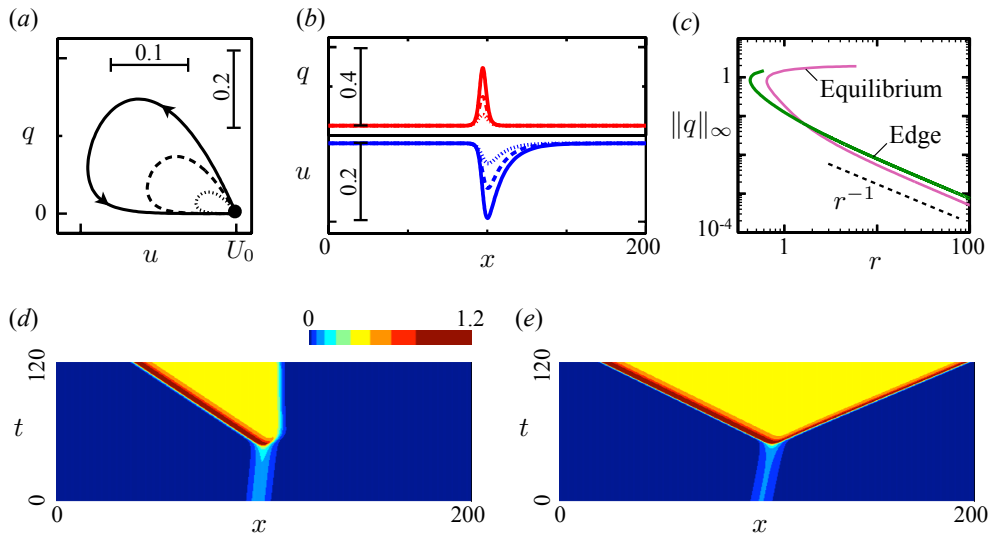 (a)
0.1
0.2
q
0
u
U₀
(b)
q
0.4
u
0.2
0
x
200
(c)
1
Equilibrium
||q||∞
Edge
r⁻¹
10⁻⁴
1
r
100
(d)
0
1.2
120
t
0
0
x
200
(e)
120
t
0
0
x
200